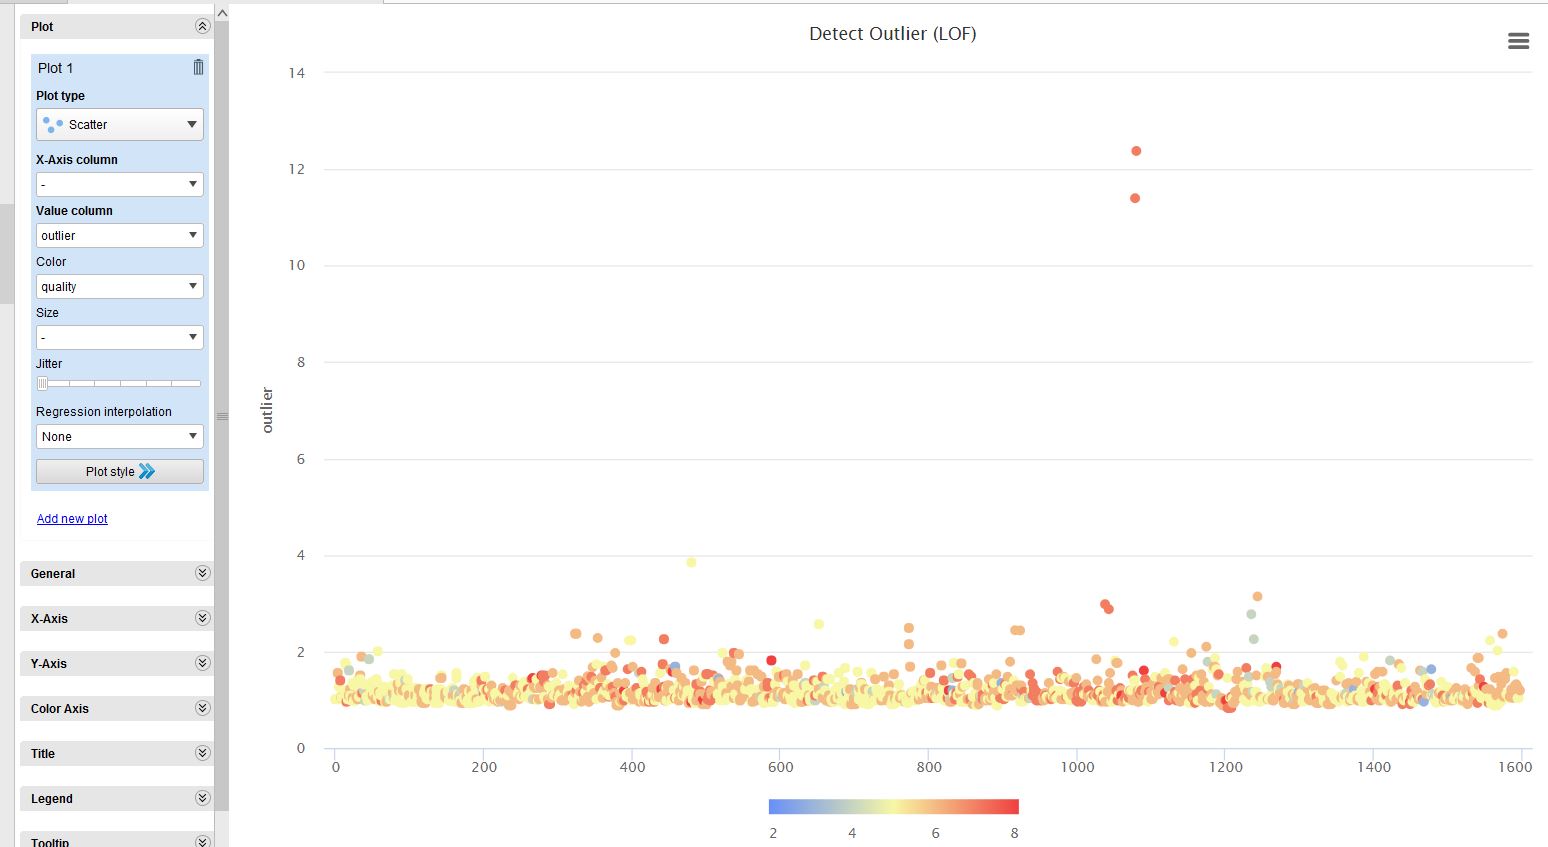 Plot
Plot 1
Plot type
Scatter
X-Axis column
-
Value column
outlier
Color
quality
Size
-
Jitter
Regression interpolation
None
Plot style
Add new plot
General
X-Axis
Y-Axis
Color Axis
Title
Legend
Tooltip
Detect Outlier (LOF)
outlier
14
12
10
8
6
4
2
0
0 200 400 600 800 1000 1200 1400 1600
2 4 6 8